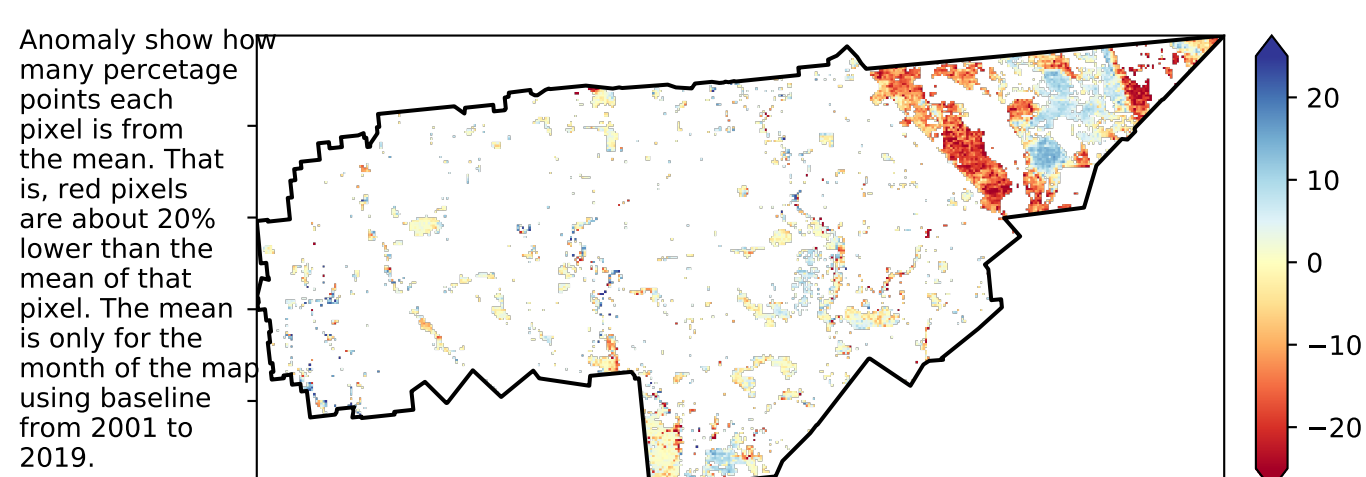 Anomaly show how
many percetage
points each
pixel is from
the mean. That
is, red pixels
are about 20%
lower than the
mean of that
pixel. The mean
is only for the
month of the map
using baseline
from 2001 to
2019.
20
10
0
−10
−20